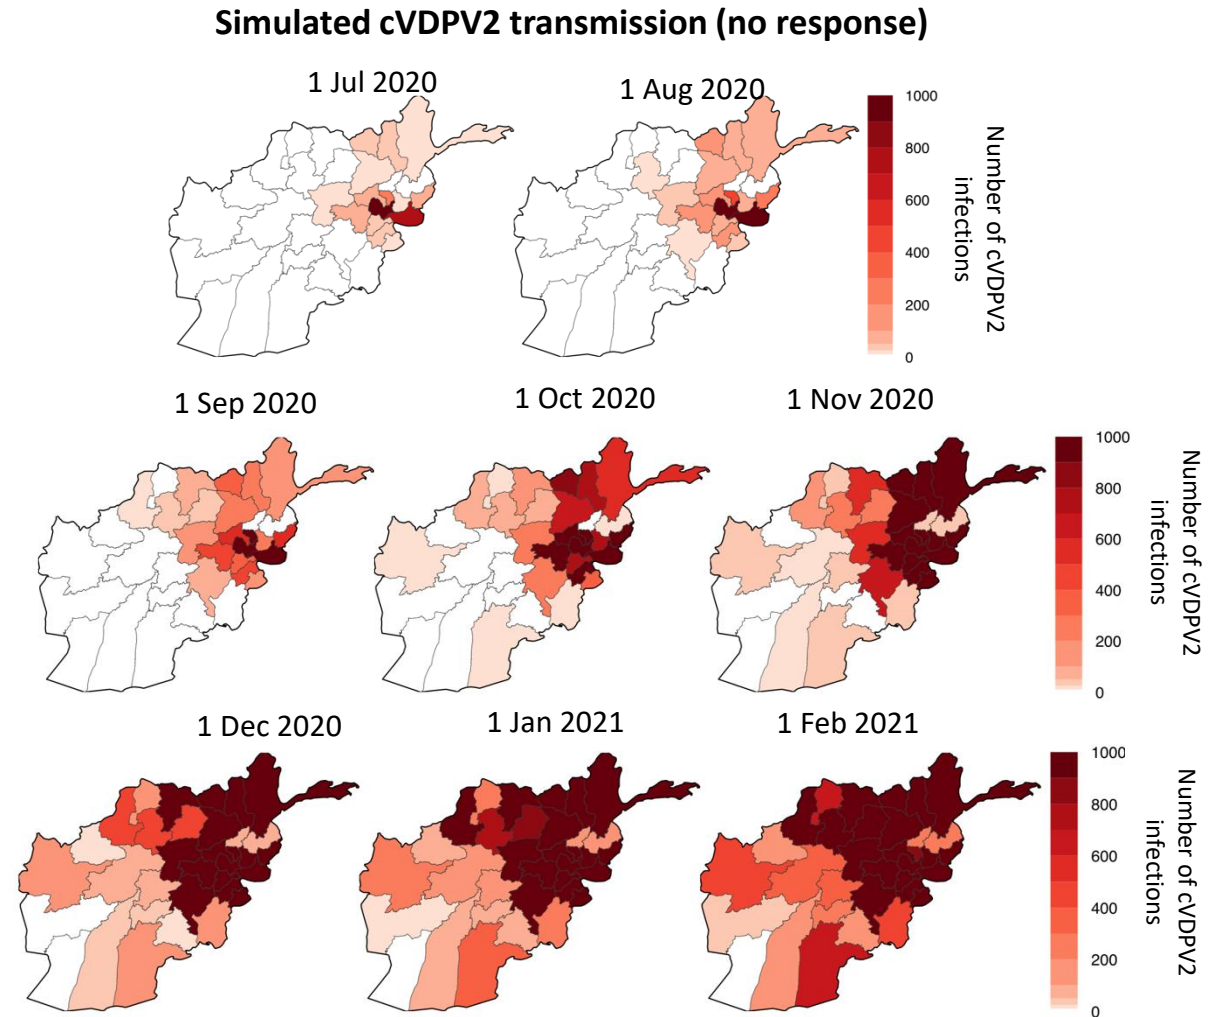 Simulated cVDPV2 transmission (no response)
1 Jul 2020
1 Aug 2020
1000
800
600
400
200
0
Number of cVDPV2
infections
1 Sep 2020
1 Oct 2020
1 Nov 2020
1000
800
600
400
200
0
Number of cVDPV2
infections
1 Dec 2020
1 Jan 2021
1 Feb 2021
1000
800
600
400
200
0
Number of cVDPV2
infections